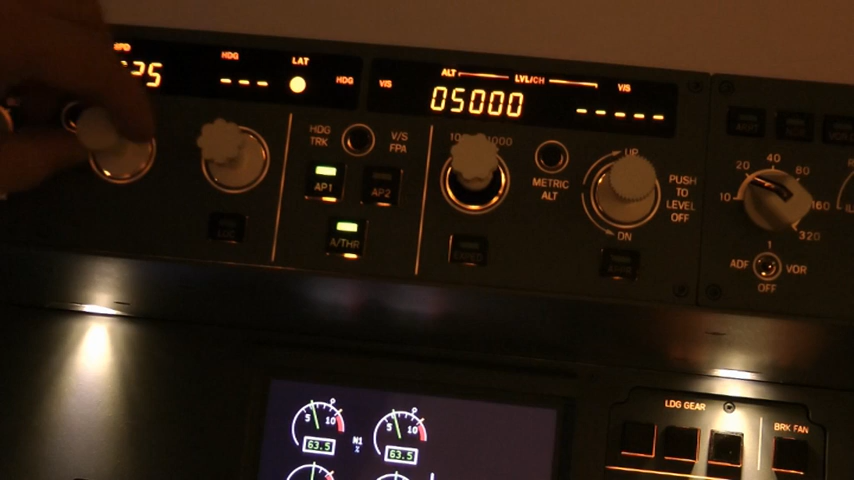 SPD HDG LAT HDG V/S ALT LVL/CH V/S
25 --- 05000 -----
HDG TRK V/S FPA
100 1000
METRIC ALT
UP
PUSH TO LEVEL OFF
DN
AP1 AP2
A/THR
LOC
10 20 40 80 160 320
1
ADF VOR
OFF
5 10 5 10
63.5 N1 % 63.5
LDG GEAR
BRK FAN